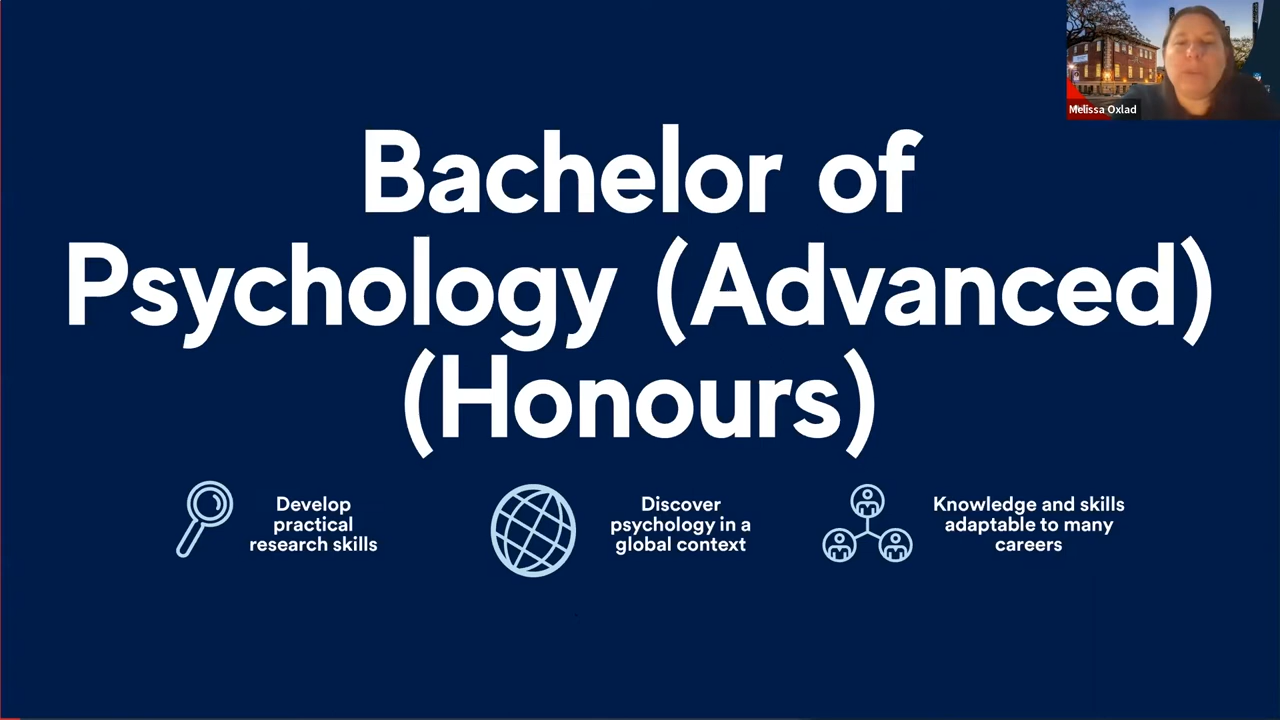 Melissa Oxlad
Bachelor of
Psychology (Advanced)
(Honours)
Develop
practical
research skills
Discover
psychology in a
global context
Knowledge and skills
adaptable to many
careers